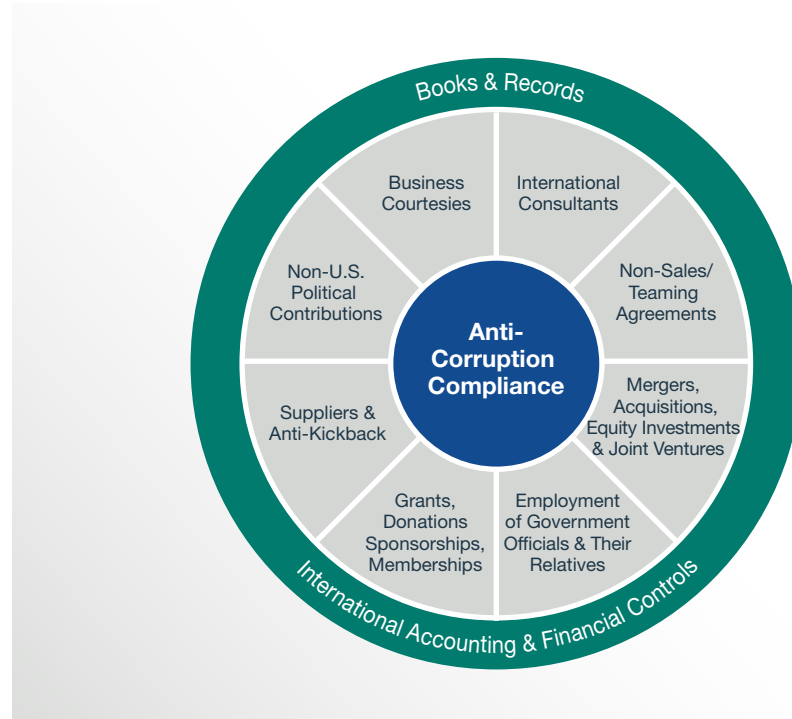 Books & Records
Business
Courtesies
International
Consultants
Non-U.S.
Political
Contributions
Non-Sales/
Teaming
Agreements
Anti-
Corruption
Compliance
Suppliers &
Anti-Kickback
Mergers,
Acquisitions,
Equity Investments
& Joint Ventures
Grants,
Donations
Sponsorships,
Memberships
Employment
of Government
Officials & Their
Relatives
International Accounting & Financial Controls